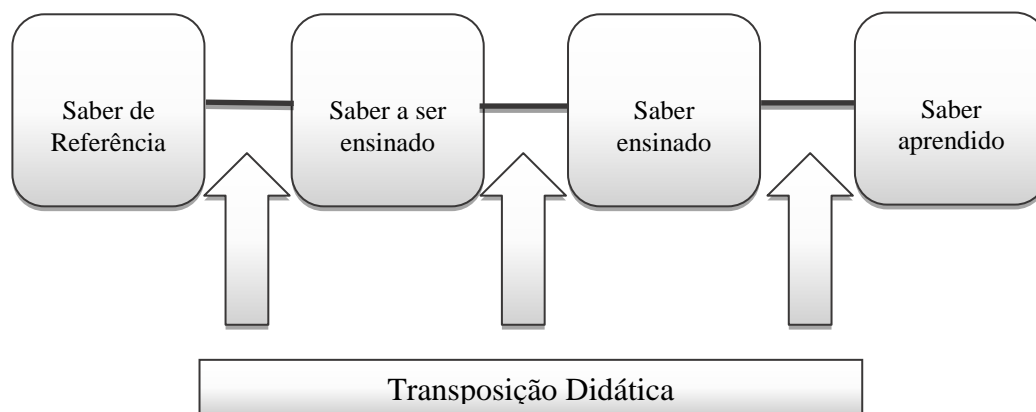 Saber de
Referência
Saber a ser
ensinado
Saber
ensinado
Saber
aprendido
Transposição Didática